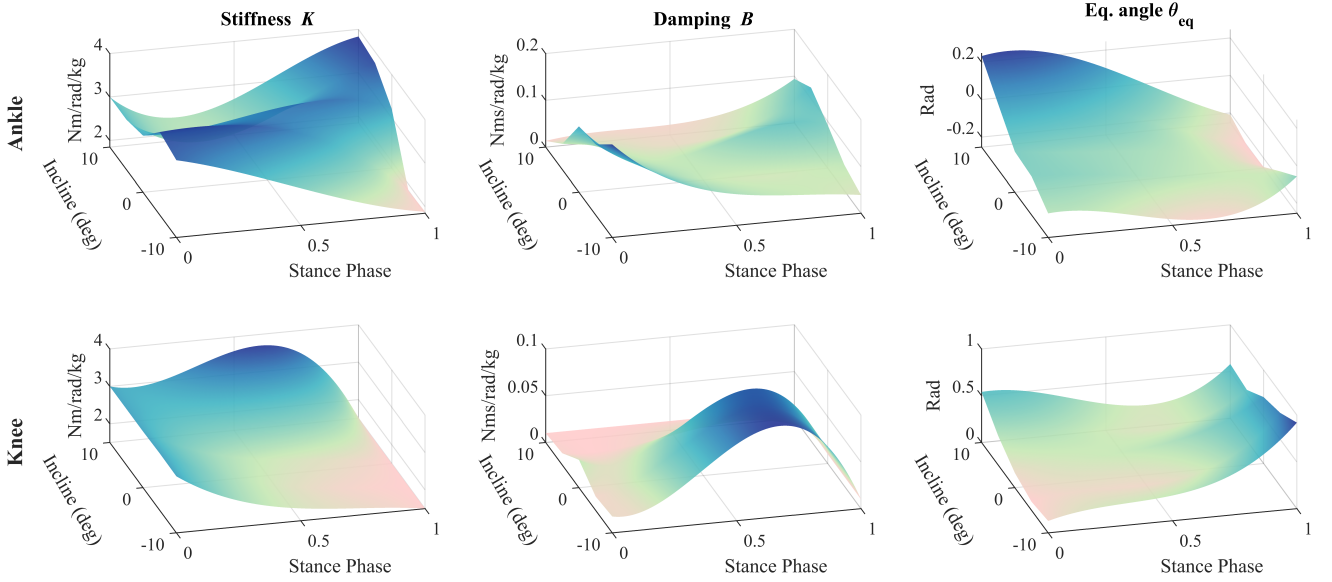 Stiffness K
Damping B
Eq. angle θeq
Ankle
Nm/rad/kg
4
3
2
10
0
-10
Incline (deg)
0
0.5
1
Stance Phase
Nms/rad/kg
0.2
0.1
0
10
0
-10
Incline (deg)
0
0.5
1
Stance Phase
Rad
0.2
0
-0.2
10
0
-10
Incline (deg)
0
0.5
1
Stance Phase
Knee
Nm/rad/kg
4
3
2
10
0
-10
Incline (deg)
0
0.5
1
Stance Phase
Nms/rad/kg
0.1
0.05
0
10
0
-10
Incline (deg)
0
0.5
1
Stance Phase
Rad
1
0.5
0
10
0
-10
Incline (deg)
0
0.5
1
Stance Phase